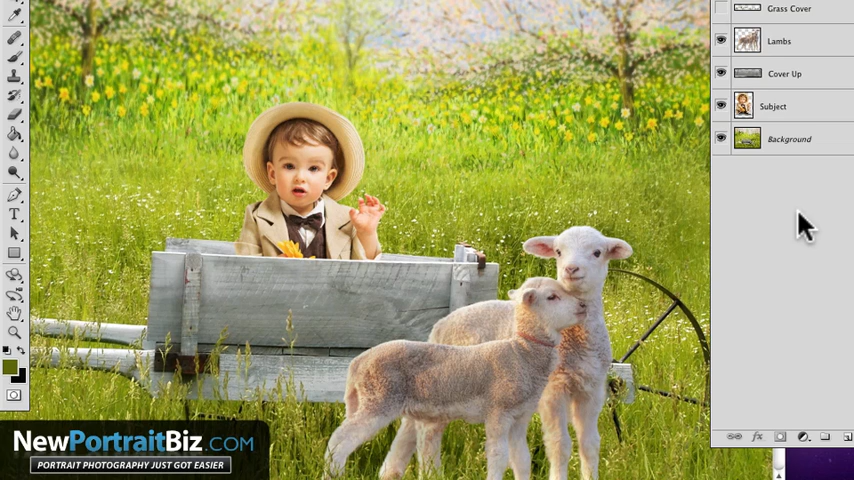 Grass Cover
Lambs
Cover Up
Subject
Background
NewPortraitBiz.COM
PORTRAIT PHOTOGRAPHY JUST GOT EASIER